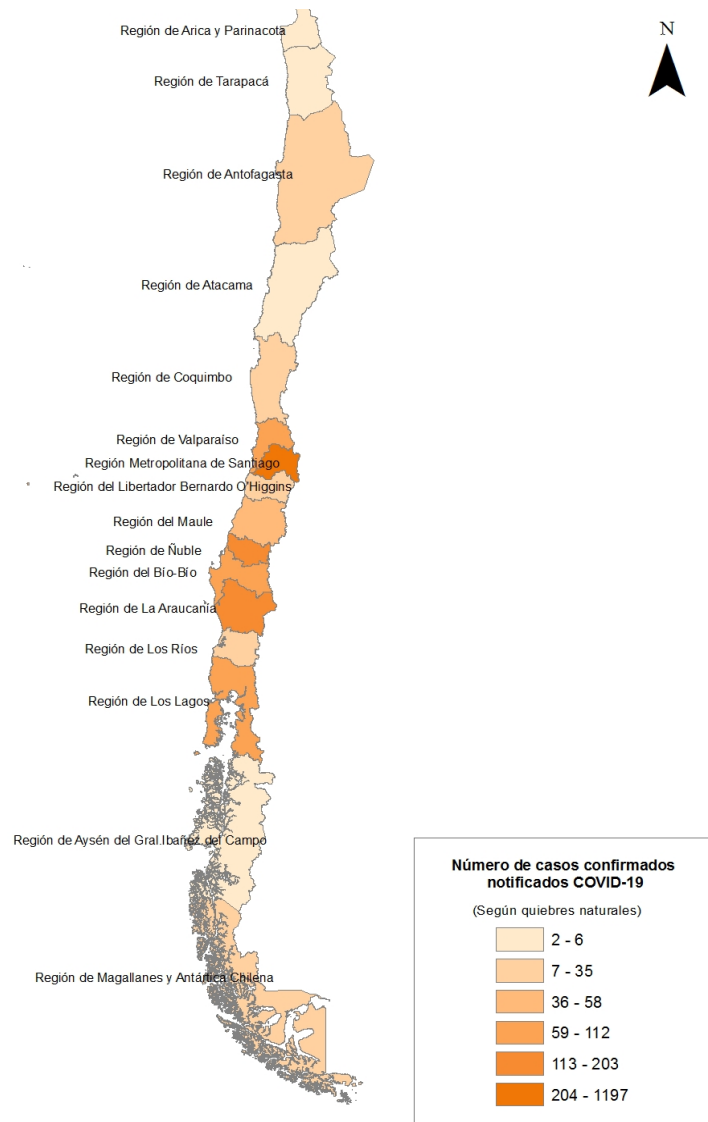 Región de Arica y Parinacota
N
Región de Tarapacá
Región de Antofagasta
Región de Atacama
Región de Coquimbo
Región de Valparaíso
Región Metropolitana de Santiago
Región del Libertador Bernardo O'Higgins
Región del Maule
Región de Ñuble
Región del Bío-Bío
Región de La Araucanía
Región de Los Ríos
Región de Los Lagos
Región de Aysén del Gral.Ibañez del Campo
Región de Magallanes y Antártica Chilena
Número de casos confirmados
notificados COVID-19
(Según quiebres naturales)
2 - 6
7 - 35
36 - 58
59 - 112
113 - 203
204 - 1197